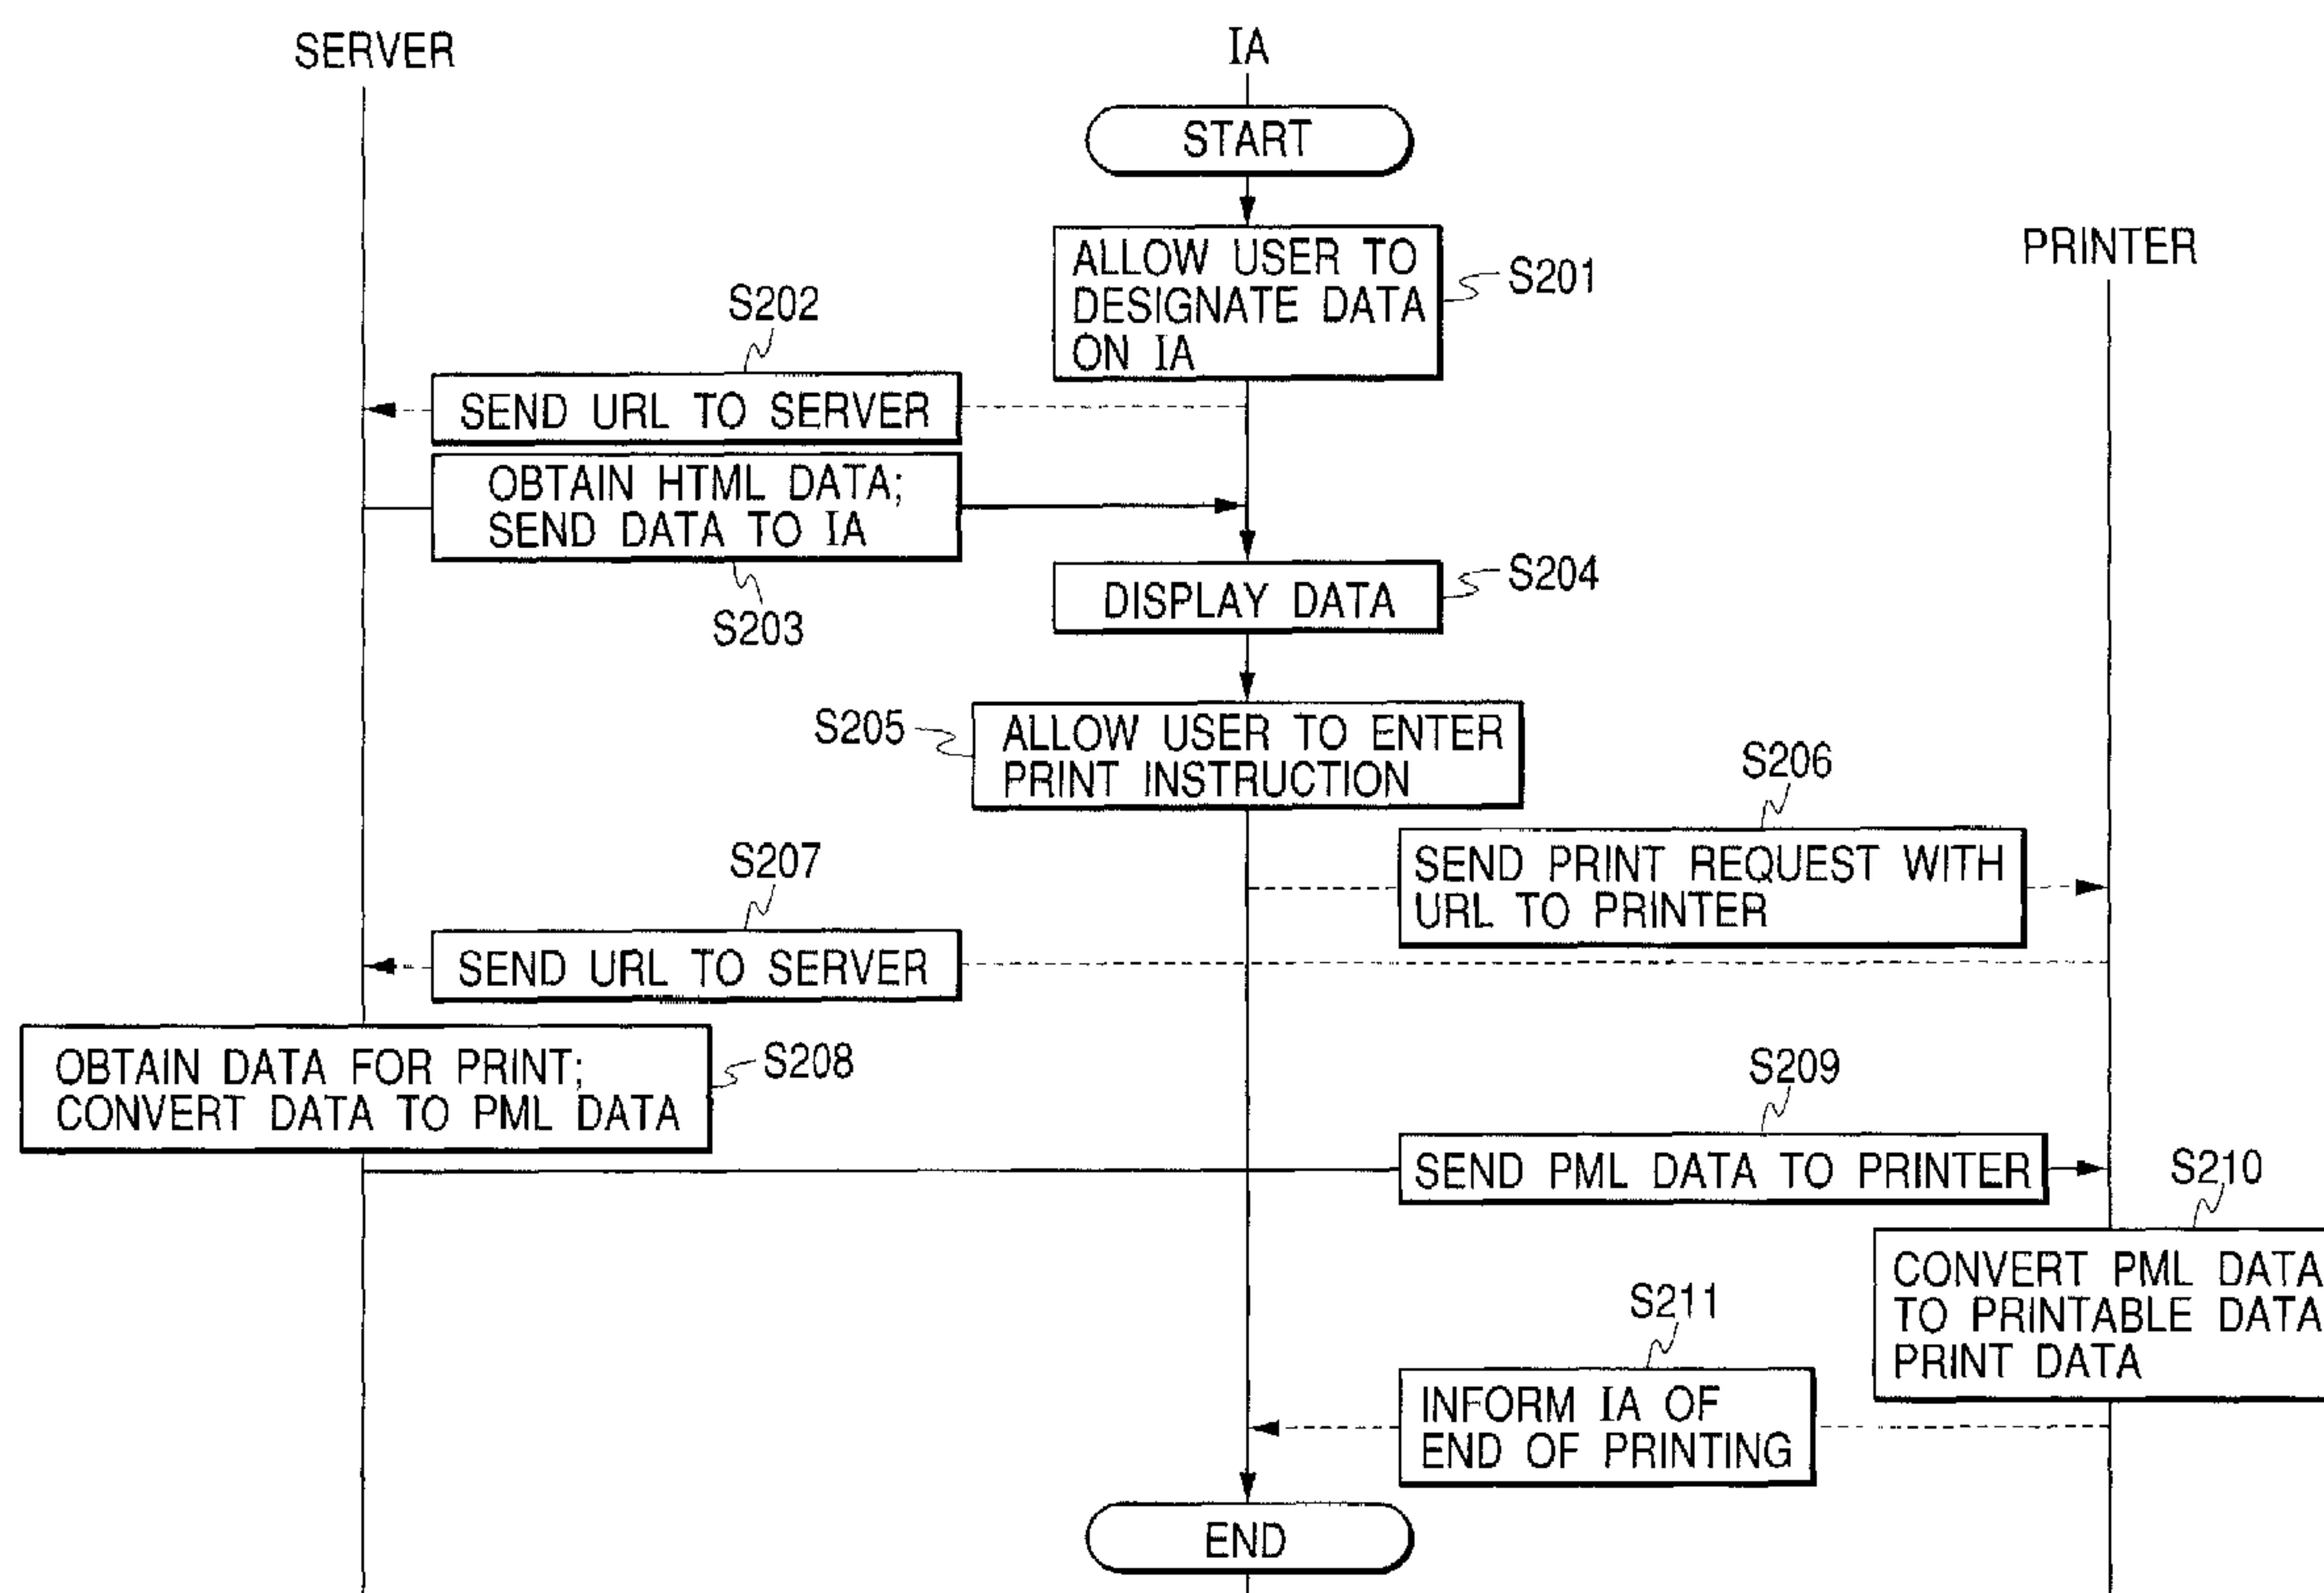 SERVER
IA
START
PRINTER
ALLOW USER TO
DESIGNATE DATA
ON IA
S201
S202
SEND URL TO SERVER
OBTAIN HTML DATA;
SEND DATA TO IA
S203
DISPLAY DATA
S204
S205
ALLOW USER TO ENTER
PRINT INSTRUCTION
S206
SEND PRINT REQUEST WITH
URL TO PRINTER
S207
SEND URL TO SERVER
OBTAIN DATA FOR PRINT;
CONVERT DATA TO PML DATA
S208
S209
SEND PML DATA TO PRINTER
S210
CONVERT PML DATA
TO PRINTABLE DATA
PRINT DATA
S211
INFORM IA OF
END OF PRINTING
END